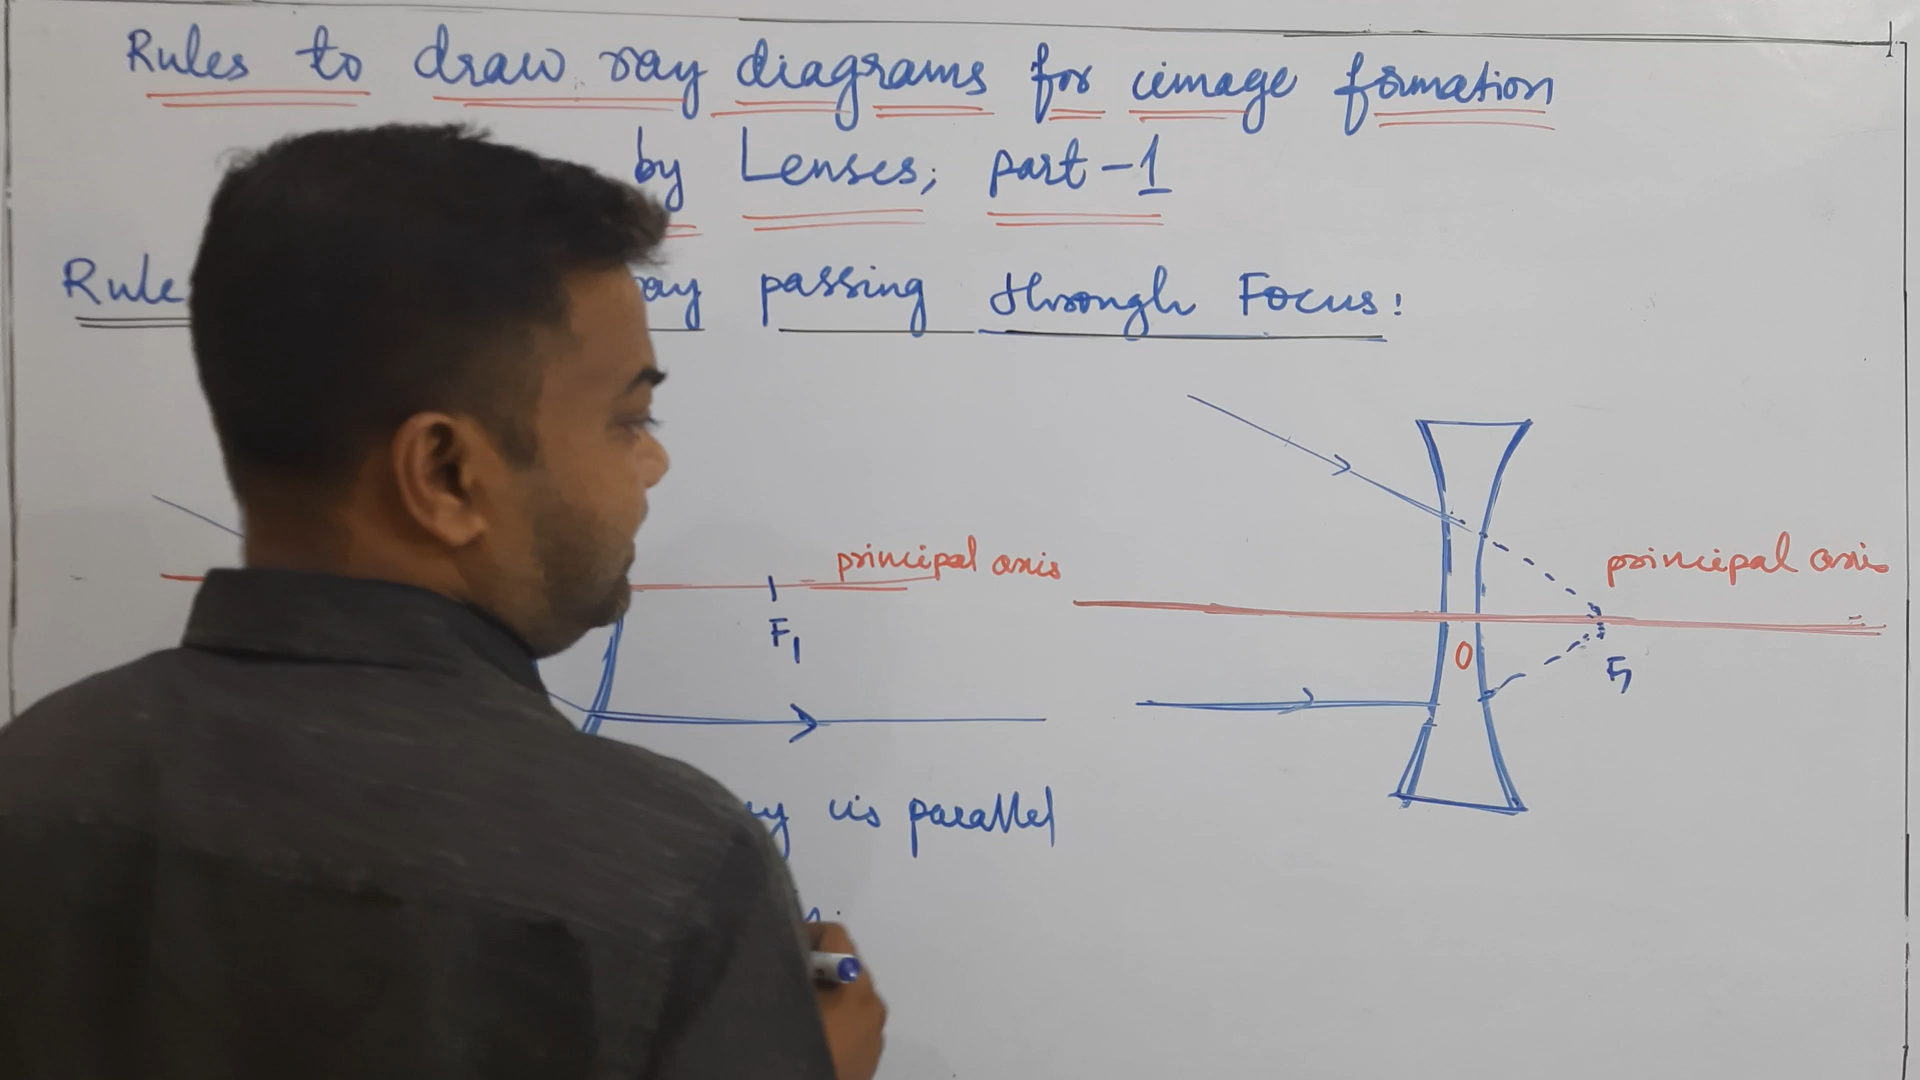 Rules to draw ray diagrams for image formation
by Lenses; part-1
Rule passing through Focus:
principal axis
F1
principal axis
O
F1
is parallel